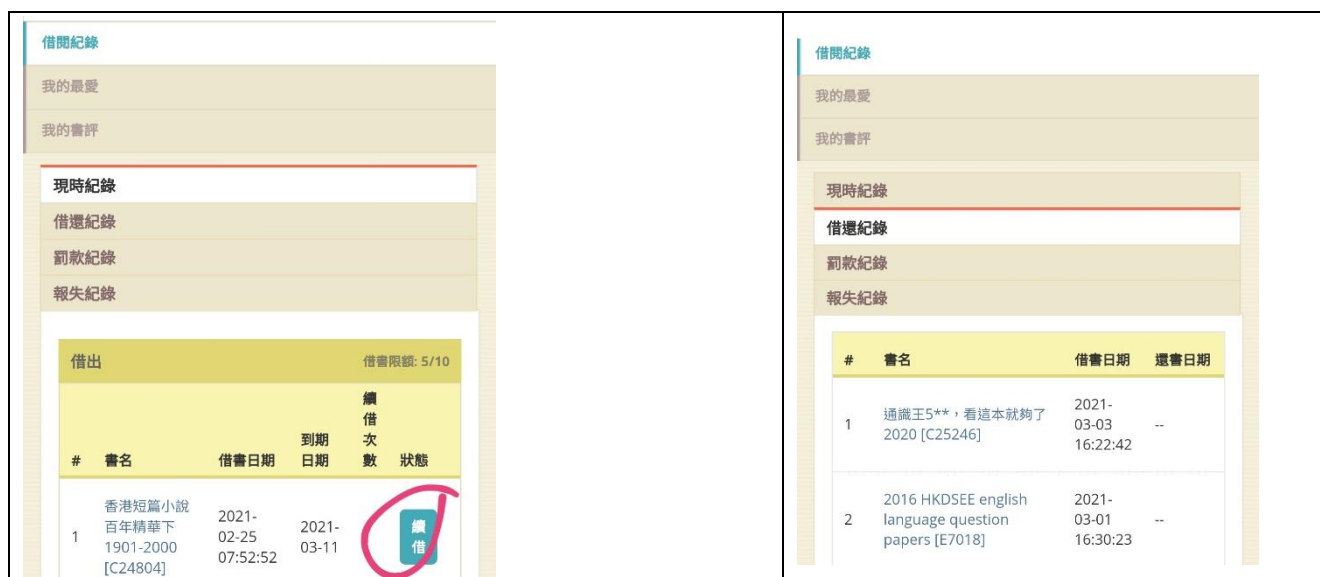 借閱紀錄
我的最愛
我的書評
現時紀錄
借還紀錄
罰款紀錄
報失紀錄
借出 借書限額: 5/10
# 書名 借書日期 到期日期 續借次數 狀態
1 香港短篇小說
百年精華下
1901-2000
[C24804]
2021-
02-25
07:52:52
2021-
03-11
續
借
借閱紀錄
我的最愛
我的書評
現時紀錄
借還紀錄
罰款紀錄
報失紀錄
# 書名 借書日期 還書日期
1 通識王5**，看這本就夠了
2020 [C25246]
2021-
03-03
16:22:42
--
2 2016 HKDSEE english
language question
papers [E7018]
2021-
03-01
16:30:23
--